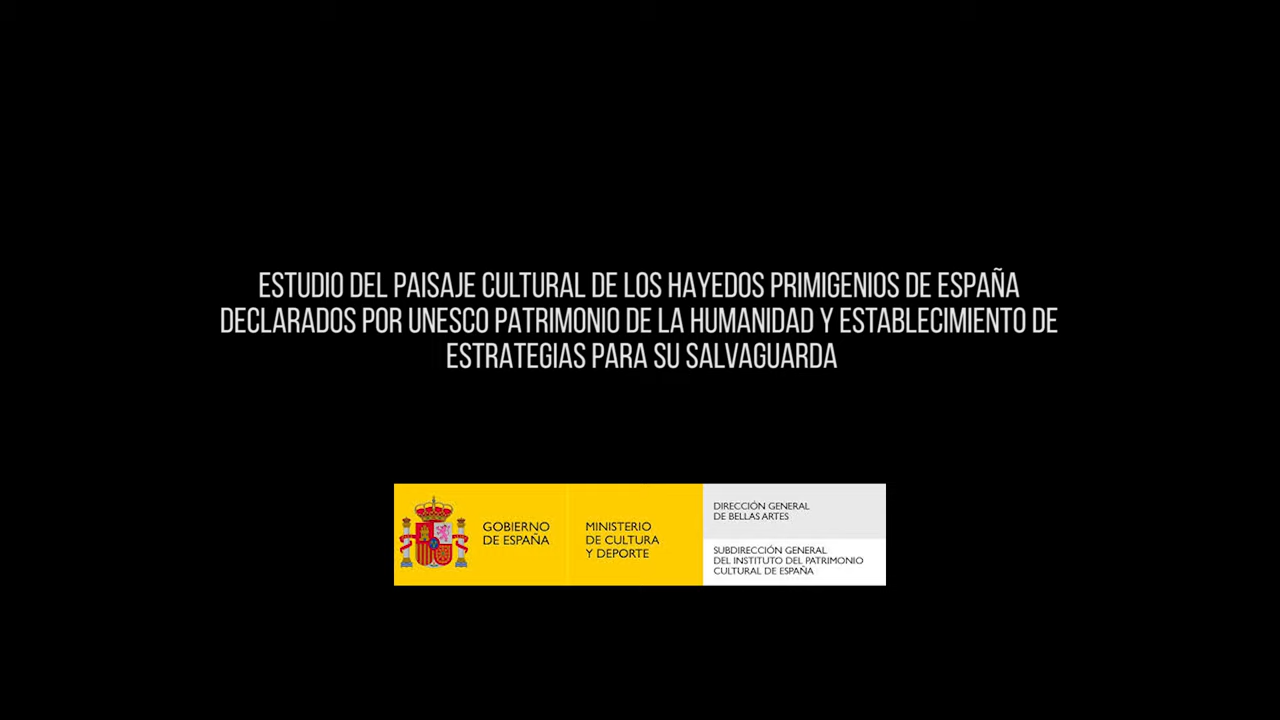 ESTUDIO DEL PAISAJE CULTURAL DE LOS HAYEDOS PRIMIGENIOS DE ESPAÑA
DECLARADOS POR UNESCO PATRIMONIO DE LA HUMANIDAD Y ESTABLECIMIENTO DE
ESTRATEGIAS PARA SU SALVAGUARDA
GOBIERNO
DE ESPAÑA
MINISTERIO
DE CULTURA
Y DEPORTE
DIRECCIÓN GENERAL
DE BELLAS ARTES
SUBDIRECCIÓN GENERAL
DEL INSTITUTO DEL PATRIMONIO
CULTURAL DE ESPAÑA